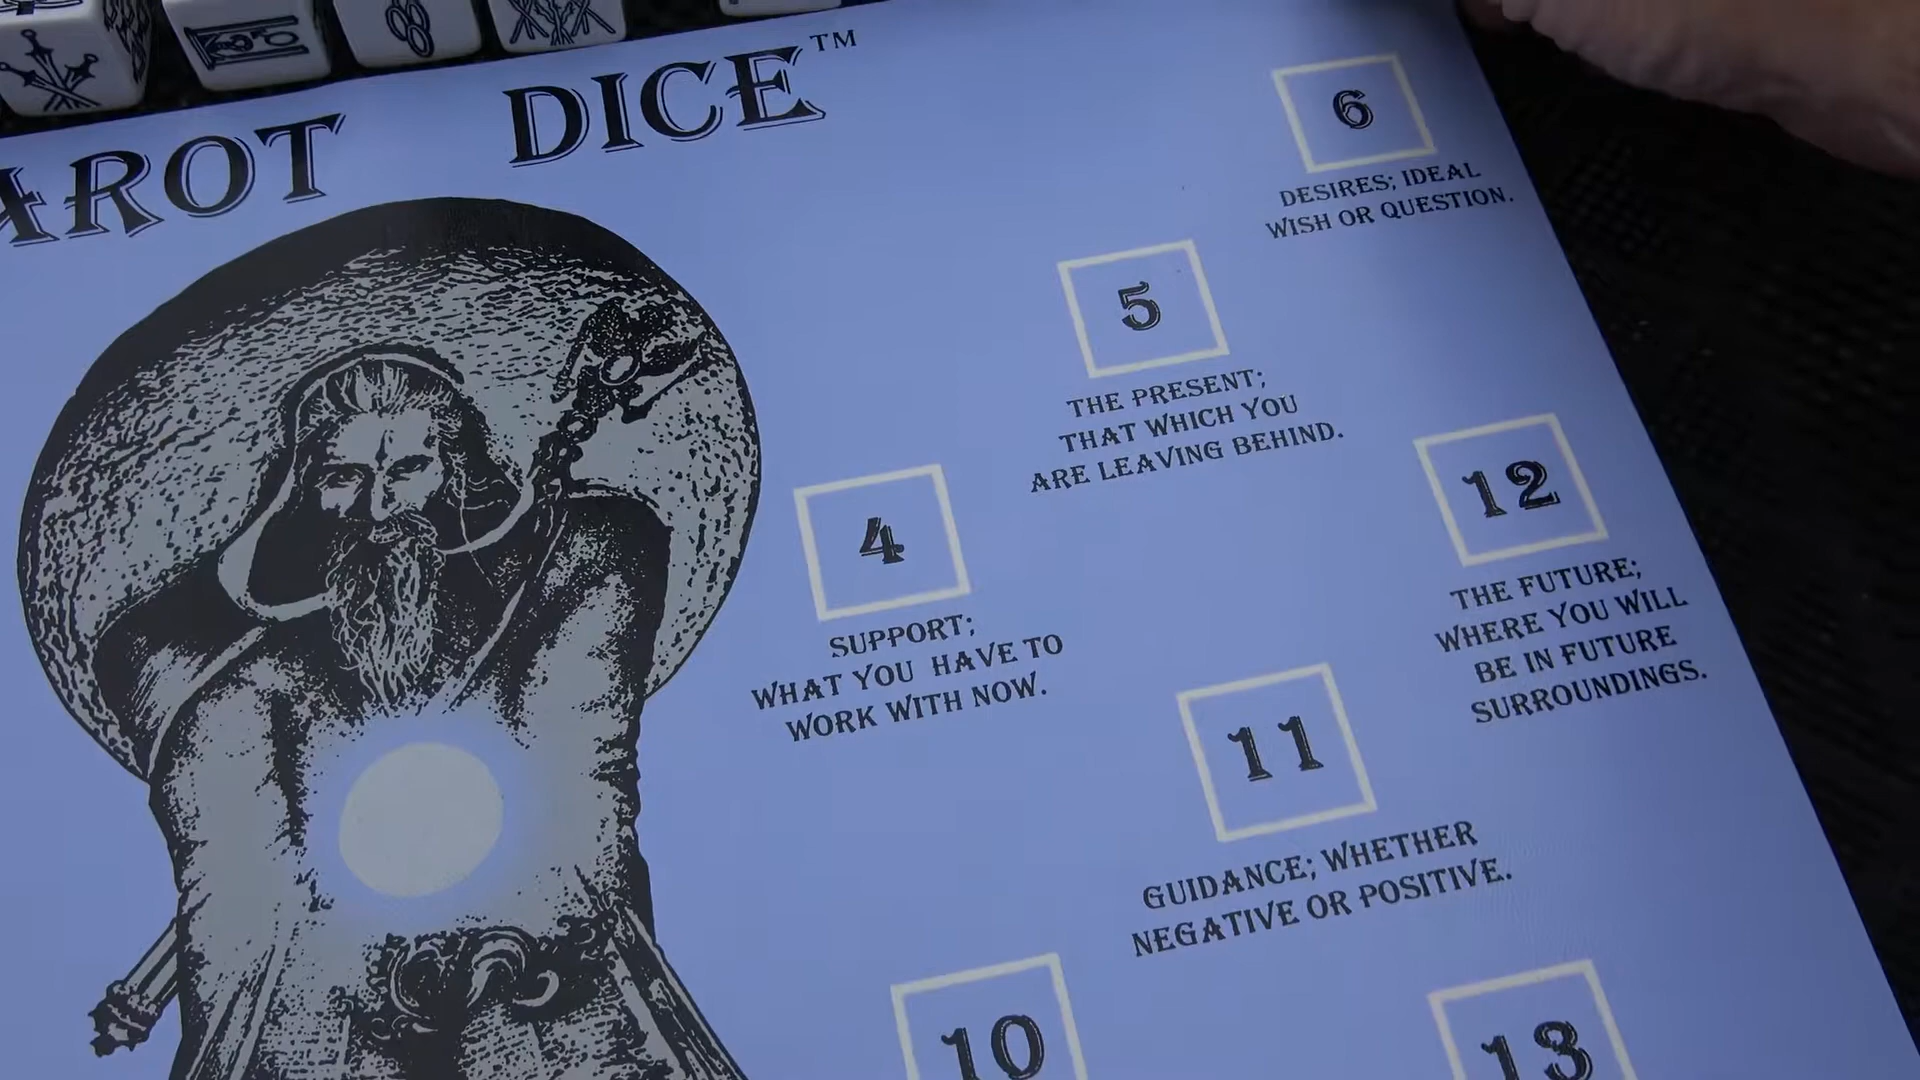 AROT DICE™
6
DESIRES; IDEAL
WISH OR QUESTION.
5
THE PRESENT;
THAT WHICH YOU
ARE LEAVING BEHIND.
4
SUPPORT;
WHAT YOU HAVE TO
WORK WITH NOW.
12
THE FUTURE;
WHERE YOU WILL
BE IN FUTURE
SURROUNDINGS.
11
GUIDANCE; WHETHER
NEGATIVE OR POSITIVE.
10
13